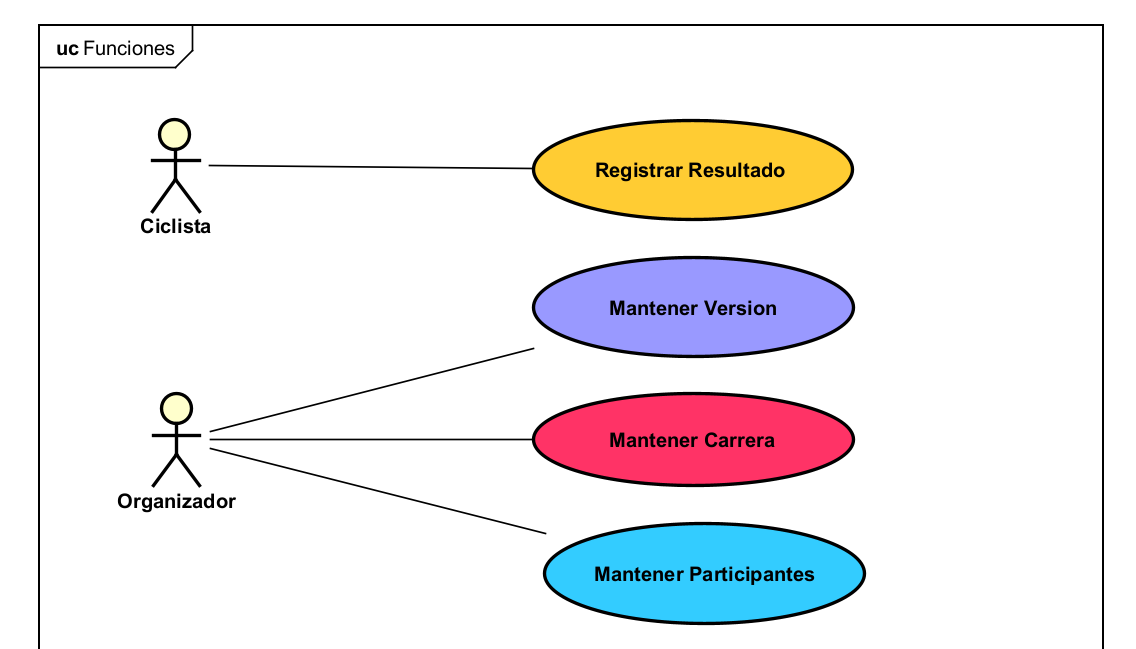 uc Funciones
Registrar Resultado
Ciclista
Mantener Version
Mantener Carrera
Organizador
Mantener Participantes